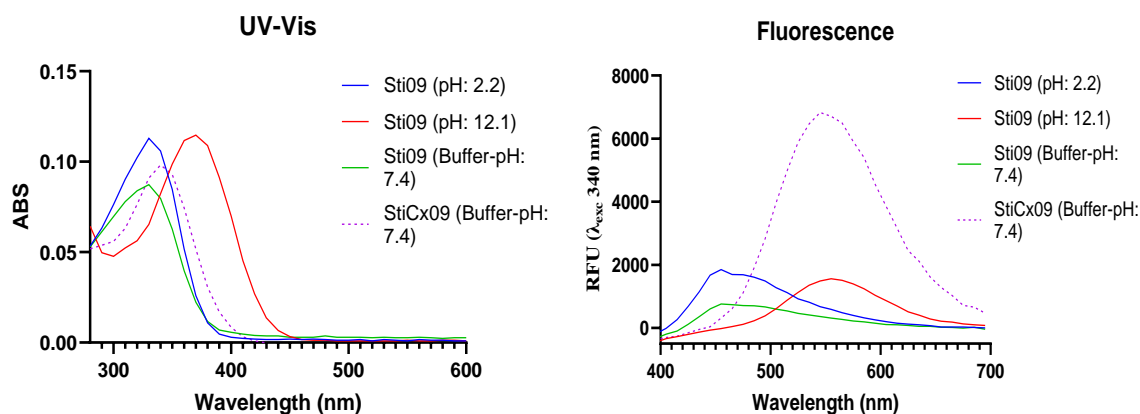 UV-Vis
ABS
0.15
0.10
0.05
0.00
300
400
500
600
Wavelength (nm)
Sti09 (pH: 2.2)
Sti09 (pH: 12.1)
Sti09 (Buffer-pH:
7.4)
StiCx09 (Buffer-pH:
7.4)
Fluorescence
RFU (λexc 340 nm)
8000
6000
4000
2000
0
400
500
600
700
Wavelength (nm)
Sti09 (pH: 2.2)
Sti09 (pH: 12.1)
Sti09 (Buffer-pH:
7.4)
StiCx09 (Buffer-pH:
7.4)